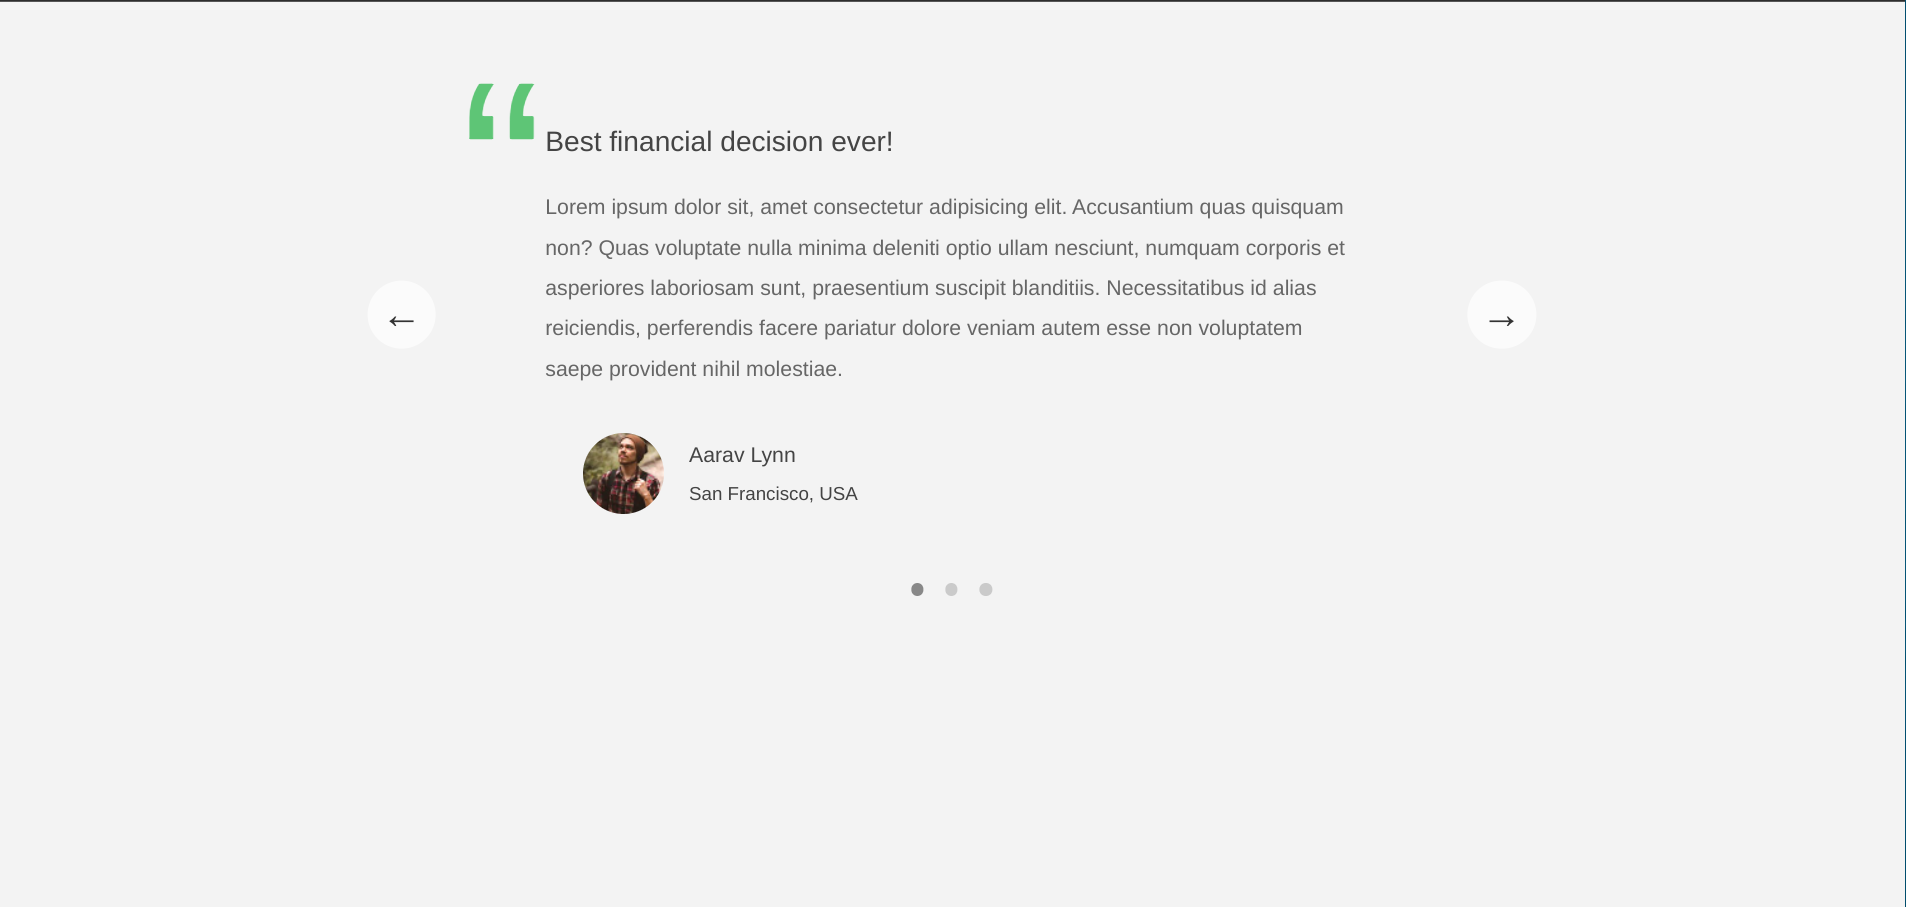 “
Best financial decision ever!
Lorem ipsum dolor sit, amet consectetur adipisicing elit. Accusantium quas quisquam
non? Quas voluptate nulla minima deleniti optio ullam nesciunt, numquam corporis et
asperiores laboriosam sunt, praesentium suscipit blanditiis. Necessitatibus id alias
reiciendis, perferendis facere pariatur dolore veniam autem esse non voluptatem
saepe provident nihil molestiae.
← →
Aarav Lynn
San Francisco, USA